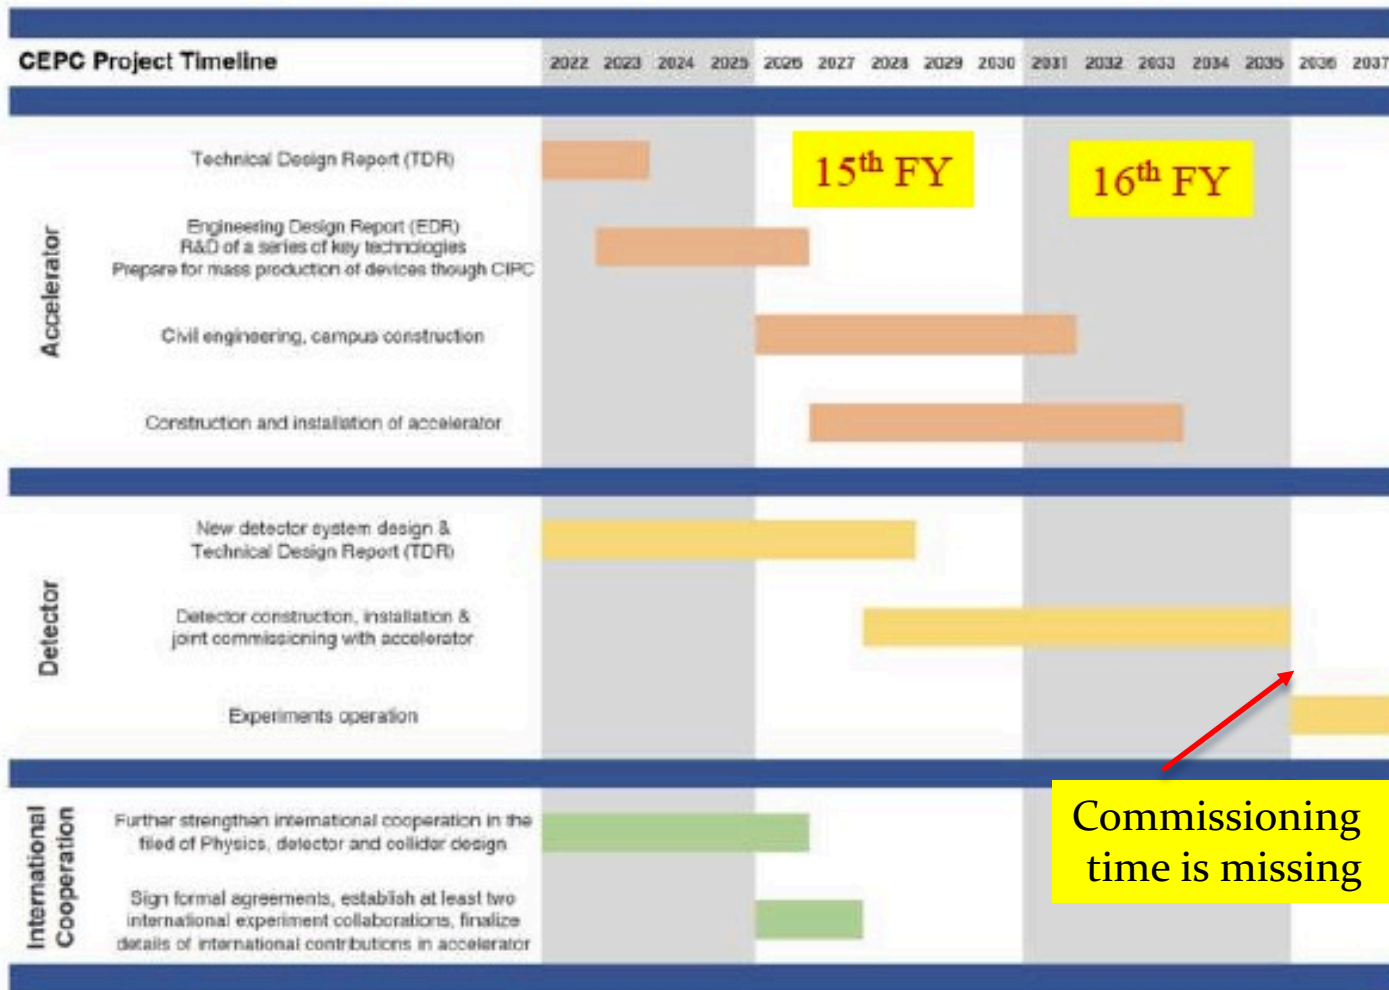 CEPC Project Timeline
2022 2023 2024 2025 2026 2027 2028 2029 2030 2031 2032 2033 2034 2035 2036 2037
Accelerator
Technical Design Report (TDR)
15th FY
16th FY
Engineering Design Report (EDR)
R&D of a series of key technologies
Prepare for mass production of devices though CIPC
Civil engineering, campus construction
Construction and installation of accelerator
Detector
New detector system design &
Technical Design Report (TDR)
Detector construction, installation &
joint commissioning with accelerator
Experiments operation
Commissioning
time is missing
International
Cooperation
Further strengthen international cooperation in the
filed of Physics, detector and collider design
Sign formal agreements, establish at least two
international experiment collaborations, finalize
details of international contributions in accelerator